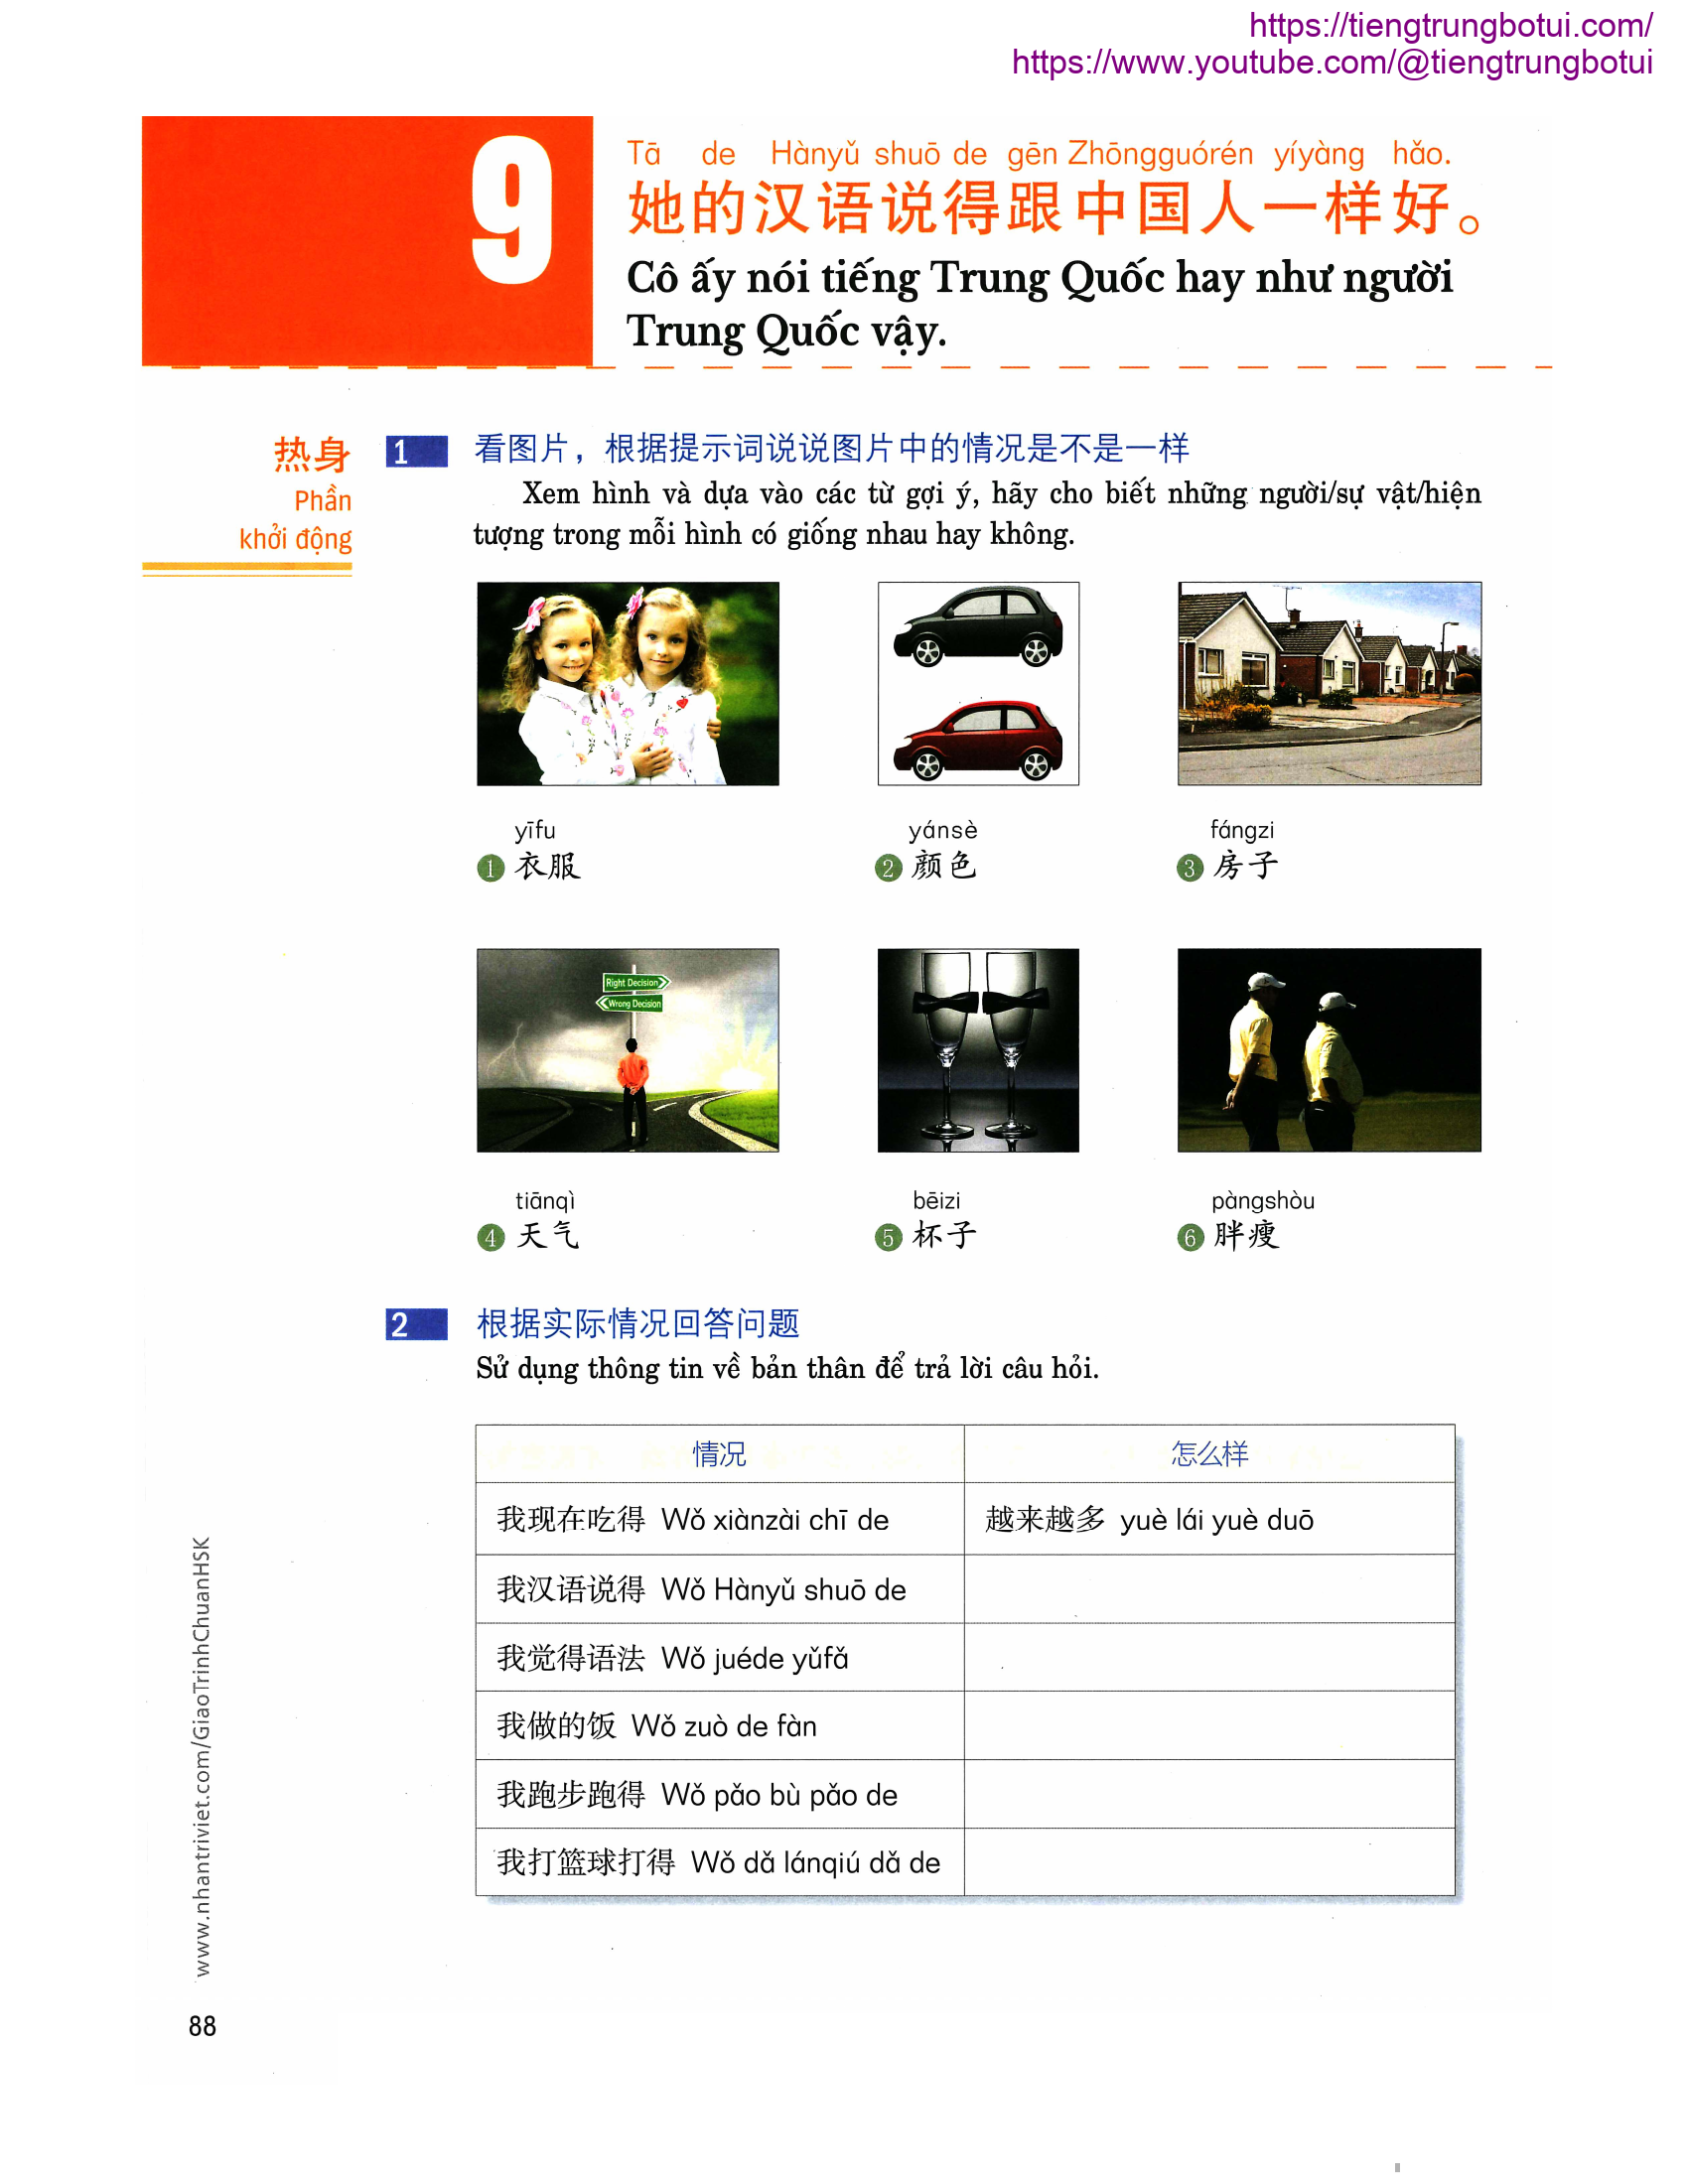 https://tiengtrungbotui.com/
https://www.youtube.com/@tiengtrungbotui
9
Tā de Hànyǔ shuō de gēn Zhōngguórén yíyàng hǎo.
她的汉语说得跟中国人一样好。
Cô ấy nói tiếng Trung Quốc hay như người
Trung Quốc vậy.
热身
Phần
khởi động
1 看图片，根据提示词说说图片中的情况是不是一样
Xem hình và dựa vào các từ gợi ý, hãy cho biết những người/sự vật/hiện
tượng trong mỗi hình có giống nhau hay không.
yīfu
1 衣服
yánsè
2 颜色
fángzi
3 房子
Right Decision
Wrong Decision
tiānqì
4 天气
bēizi
5 杯子
pàngshòu
6 胖瘦
2 根据实际情况回答问题
Sử dụng thông tin về bản thân để trả lời câu hỏi.
情况 怎么样
我现在吃得 Wǒ xiànzài chī de 越来越多 yuè lái yuè duō
我汉语说得 Wǒ Hànyǔ shuō de
我觉得语法 Wǒ juéde yǔfǎ
我做的饭 Wǒ zuò de fàn
我跑步跑得 Wǒ pǎo bù pǎo de
我打篮球打得 Wǒ dǎ lánqiú dǎ de
www.nhantriviet.com/GiaoTrinhChuanHSK
88